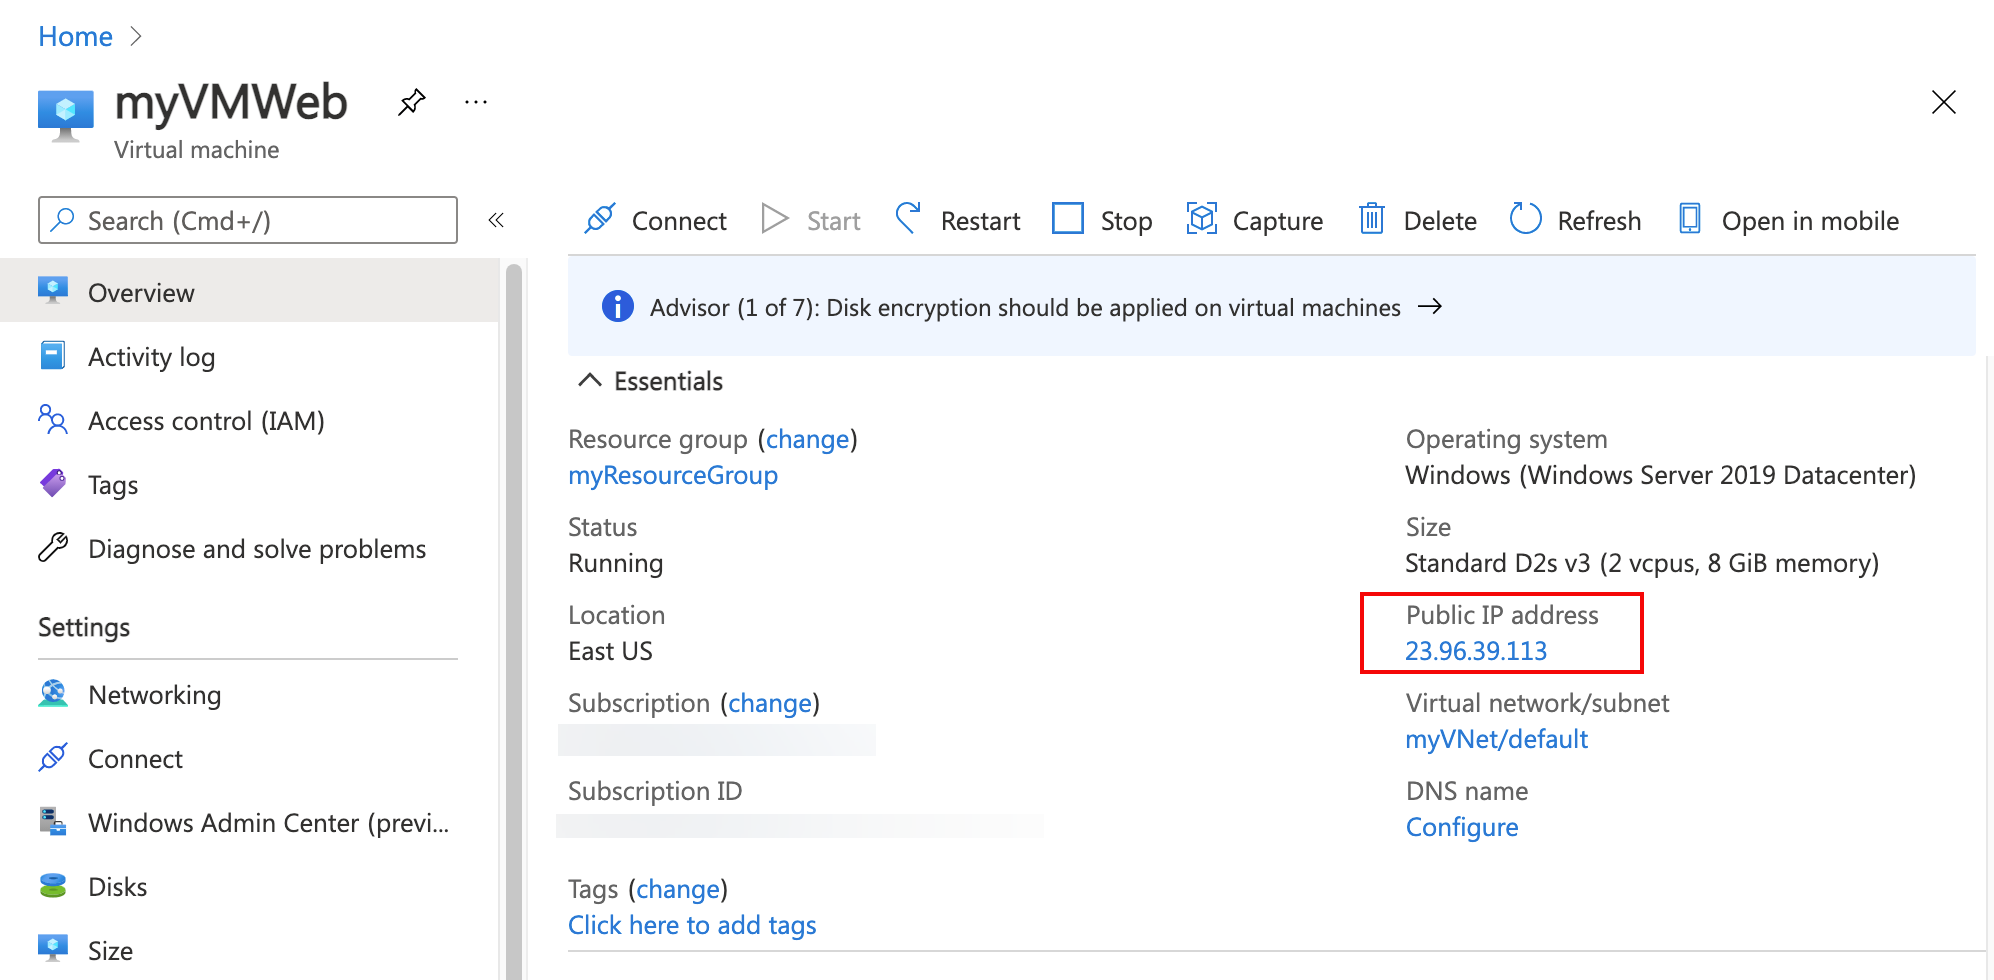 Home
myVMWeb
Virtual machine
Search (Cmd+/)
Connect Start Restart Stop Capture Delete Refresh Open in mobile
Overview
Activity log
Access control (IAM)
Tags
Diagnose and solve problems
Settings
Networking
Connect
Windows Admin Center (previ...
Disks
Size
Advisor (1 of 7): Disk encryption should be applied on virtual machines →
Essentials
Resource group (change)
myResourceGroup
Status
Running
Location
East US
Subscription (change)
Subscription ID
Tags (change)
Click here to add tags
Operating system
Windows (Windows Server 2019 Datacenter)
Size
Standard D2s v3 (2 vcpus, 8 GiB memory)
Public IP address
23.96.39.113
Virtual network/subnet
myVNet/default
DNS name
Configure